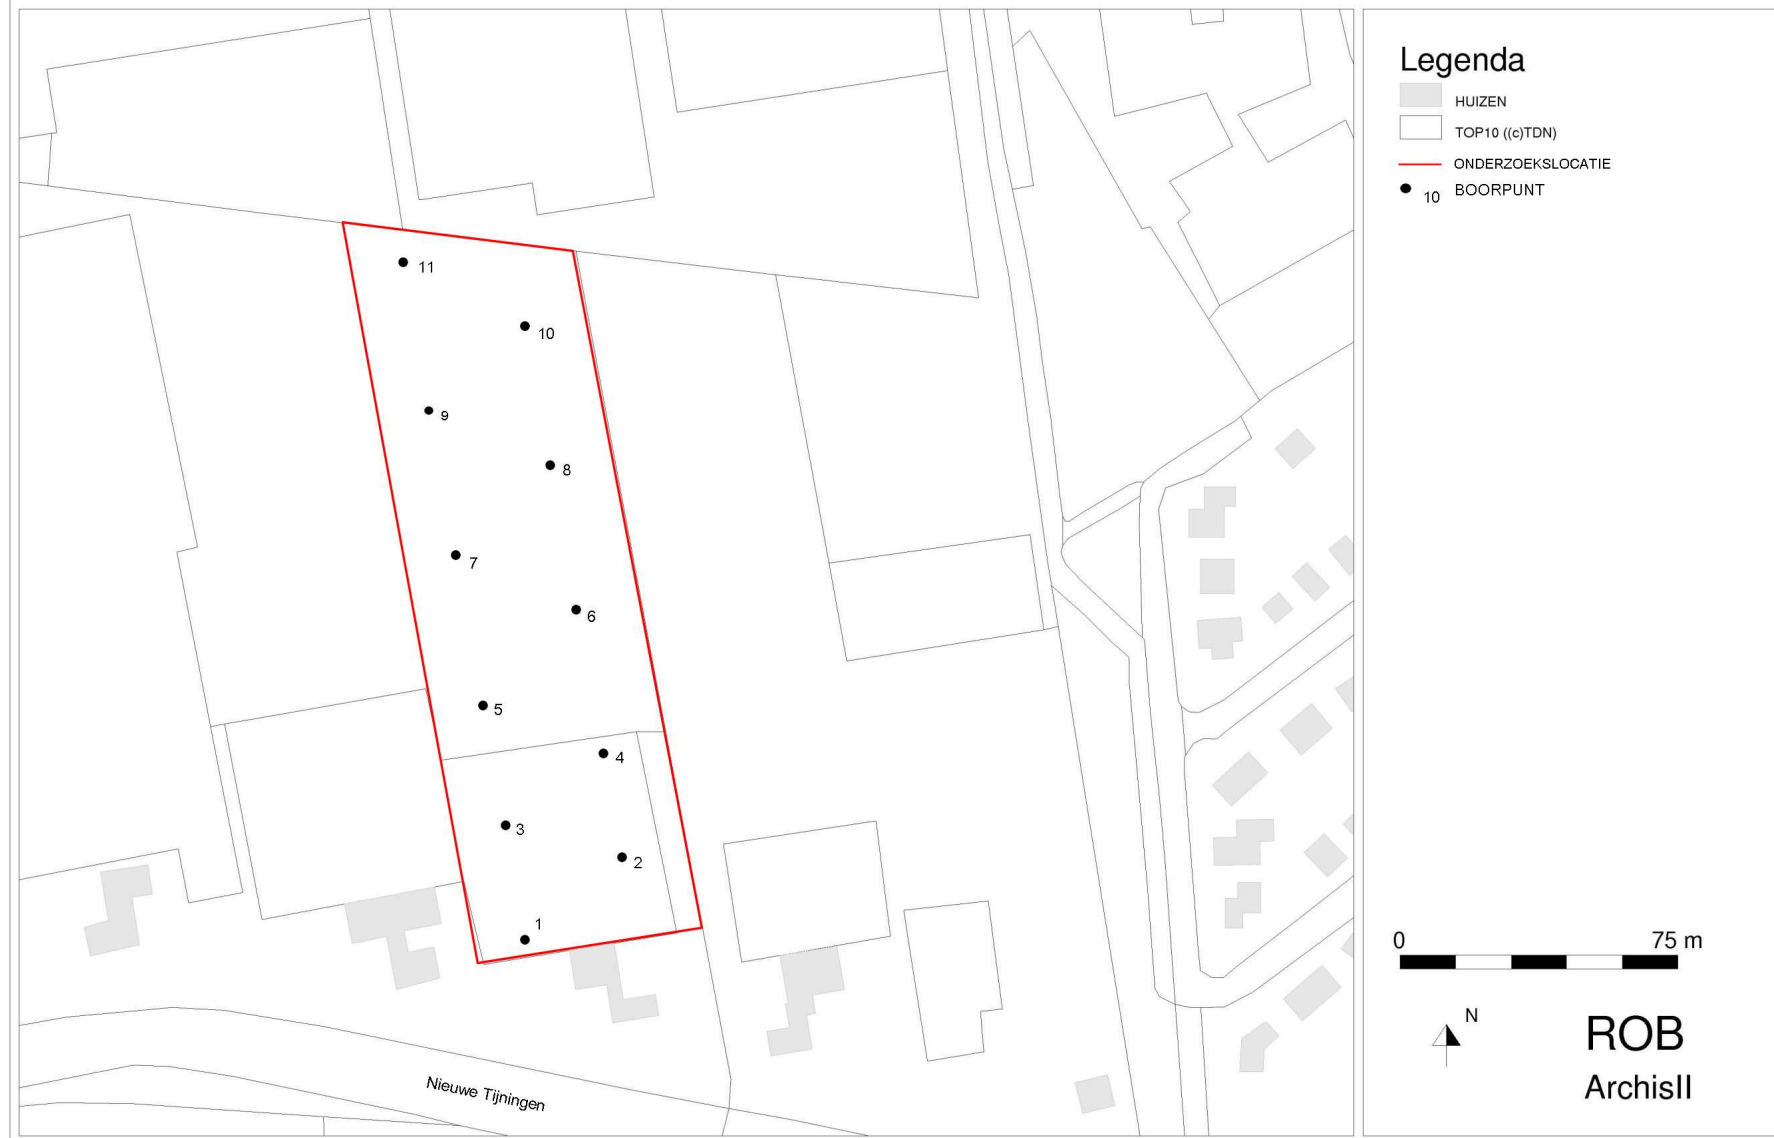 Legenda
HUIZEN
TOP10 ((c)TDN)
ONDERZOEKSLOCATIE
10 BOORPUNT
11
10
9
8
7
6
5
4
3
2
1
Nieuwe Tijningen
0 75 m
N
ROB
ArchisII